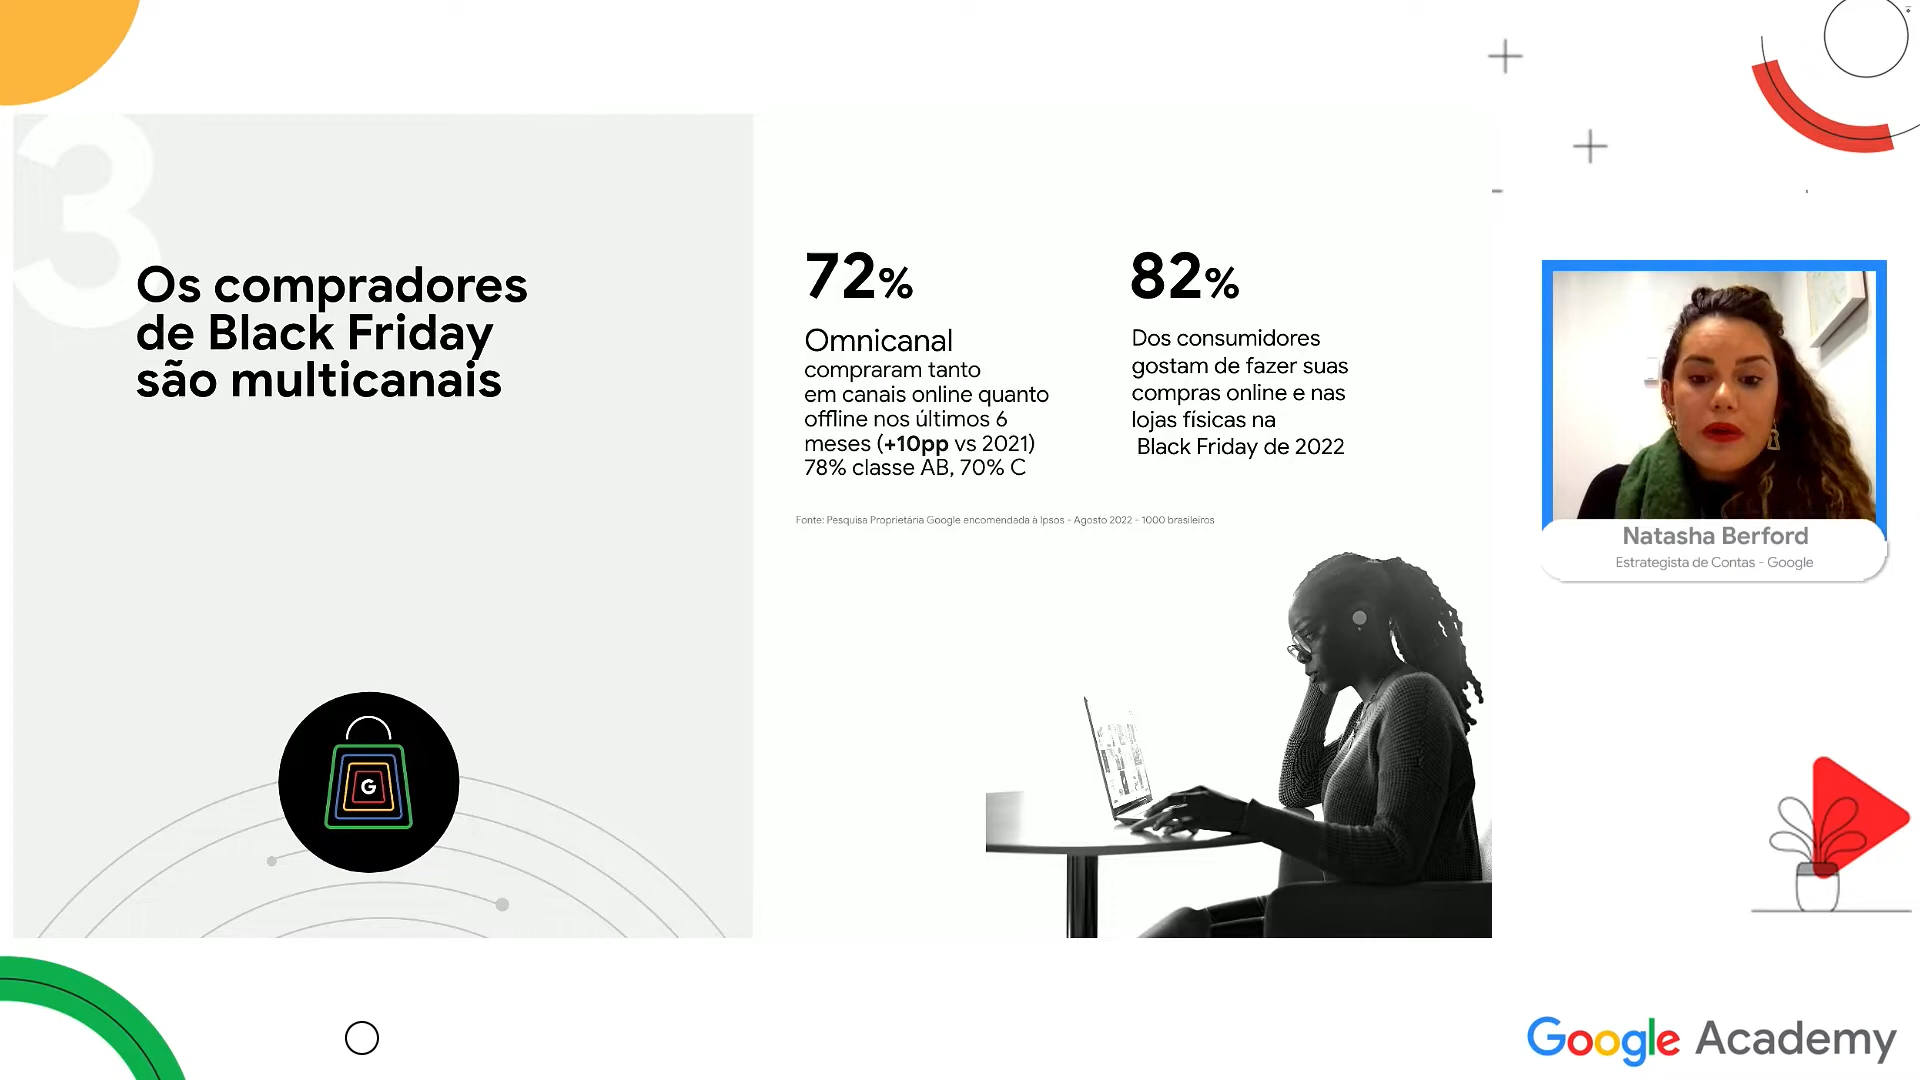 3
Os compradores
de Black Friday
são multicanais
G
72%
Omnicanal
compraram tanto
em canais online quanto
offline nos últimos 6
meses (+10pp vs 2021)
78% classe AB, 70% C
82%
Dos consumidores
gostam de fazer suas
compras online e nas
lojas físicas na
Black Friday de 2022
Fonte: Pesquisa Proprietária Google encomendada à Ipsos - Agosto 2022 - 1000 brasileiros
Natasha Berford
Estrategista de Contas - Google
Google Academy